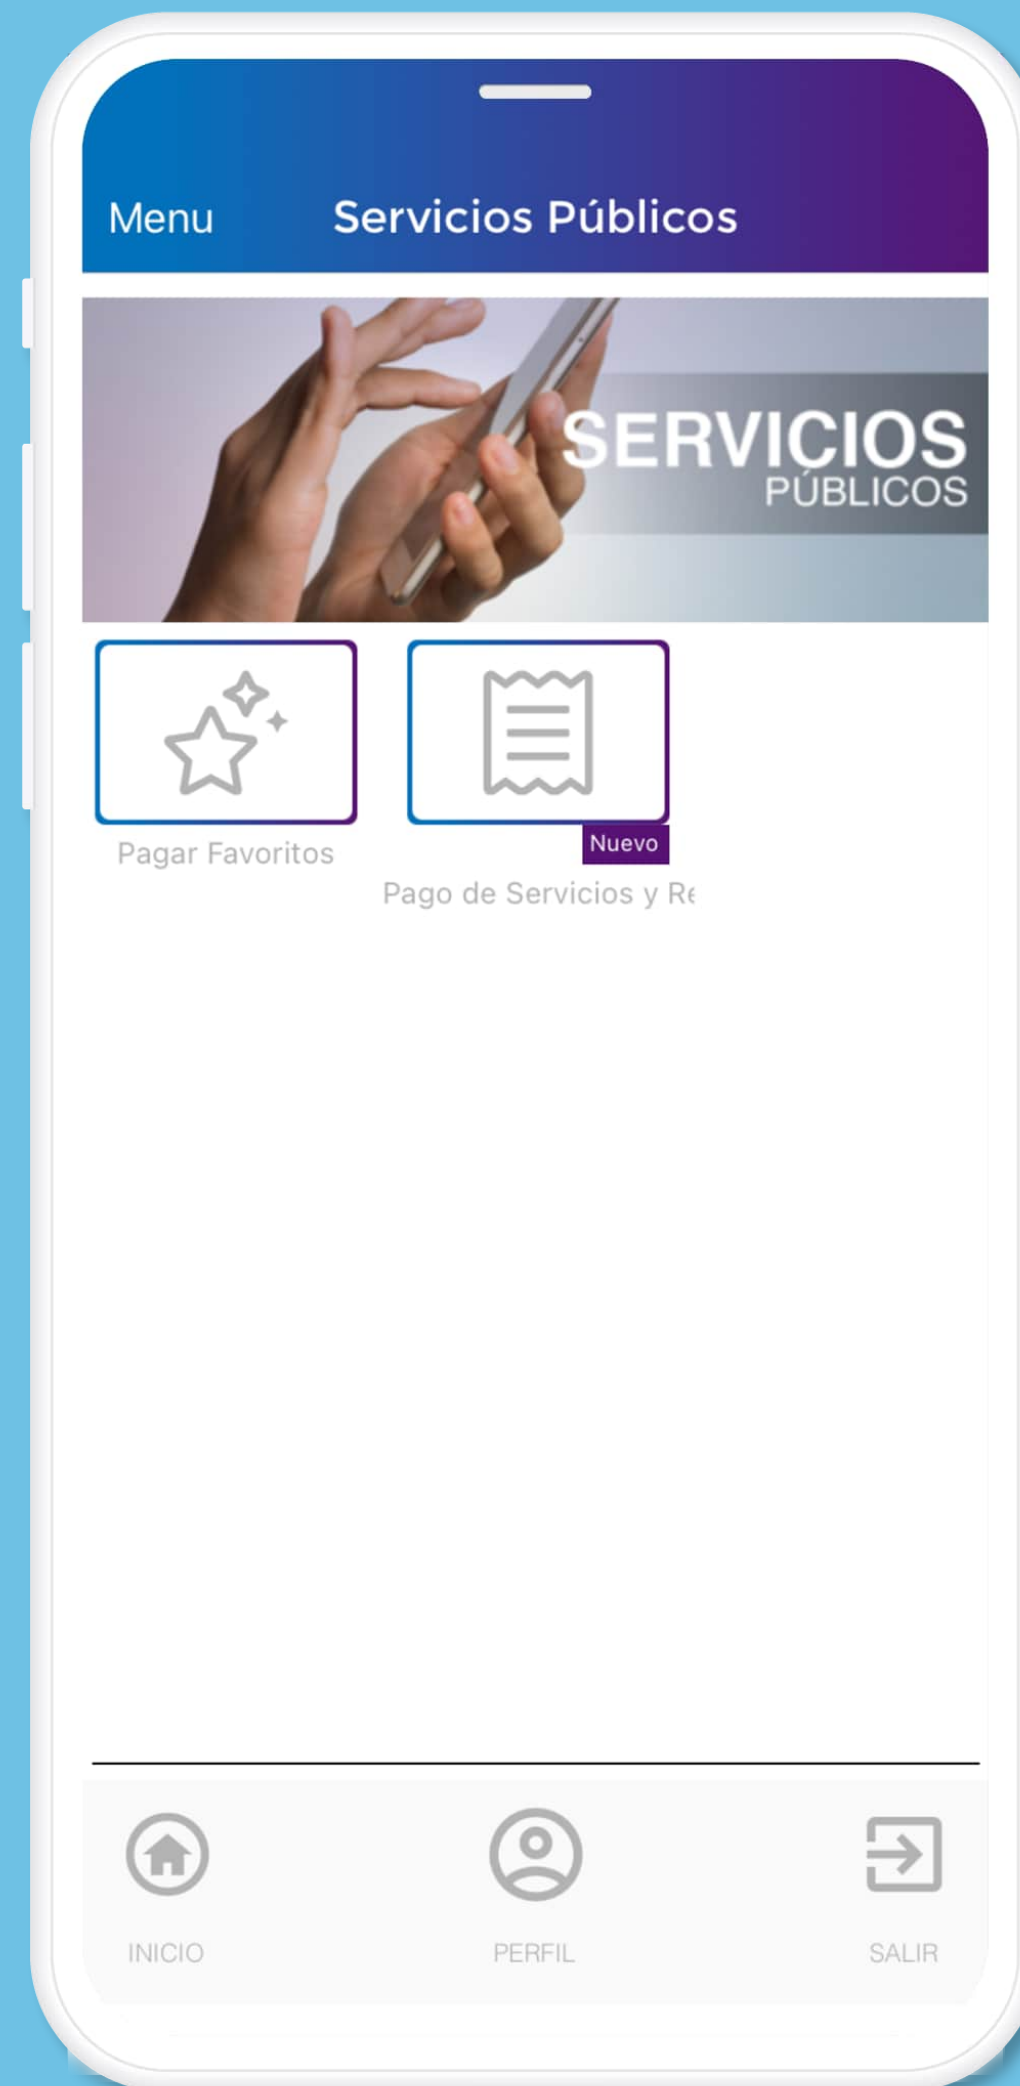 Menu
Servicios Públicos
SERVICIOS
PÚBLICOS
Pagar Favoritos
Nuevo
Pago de Servicios y
INICIO
PERFIL
SALIR